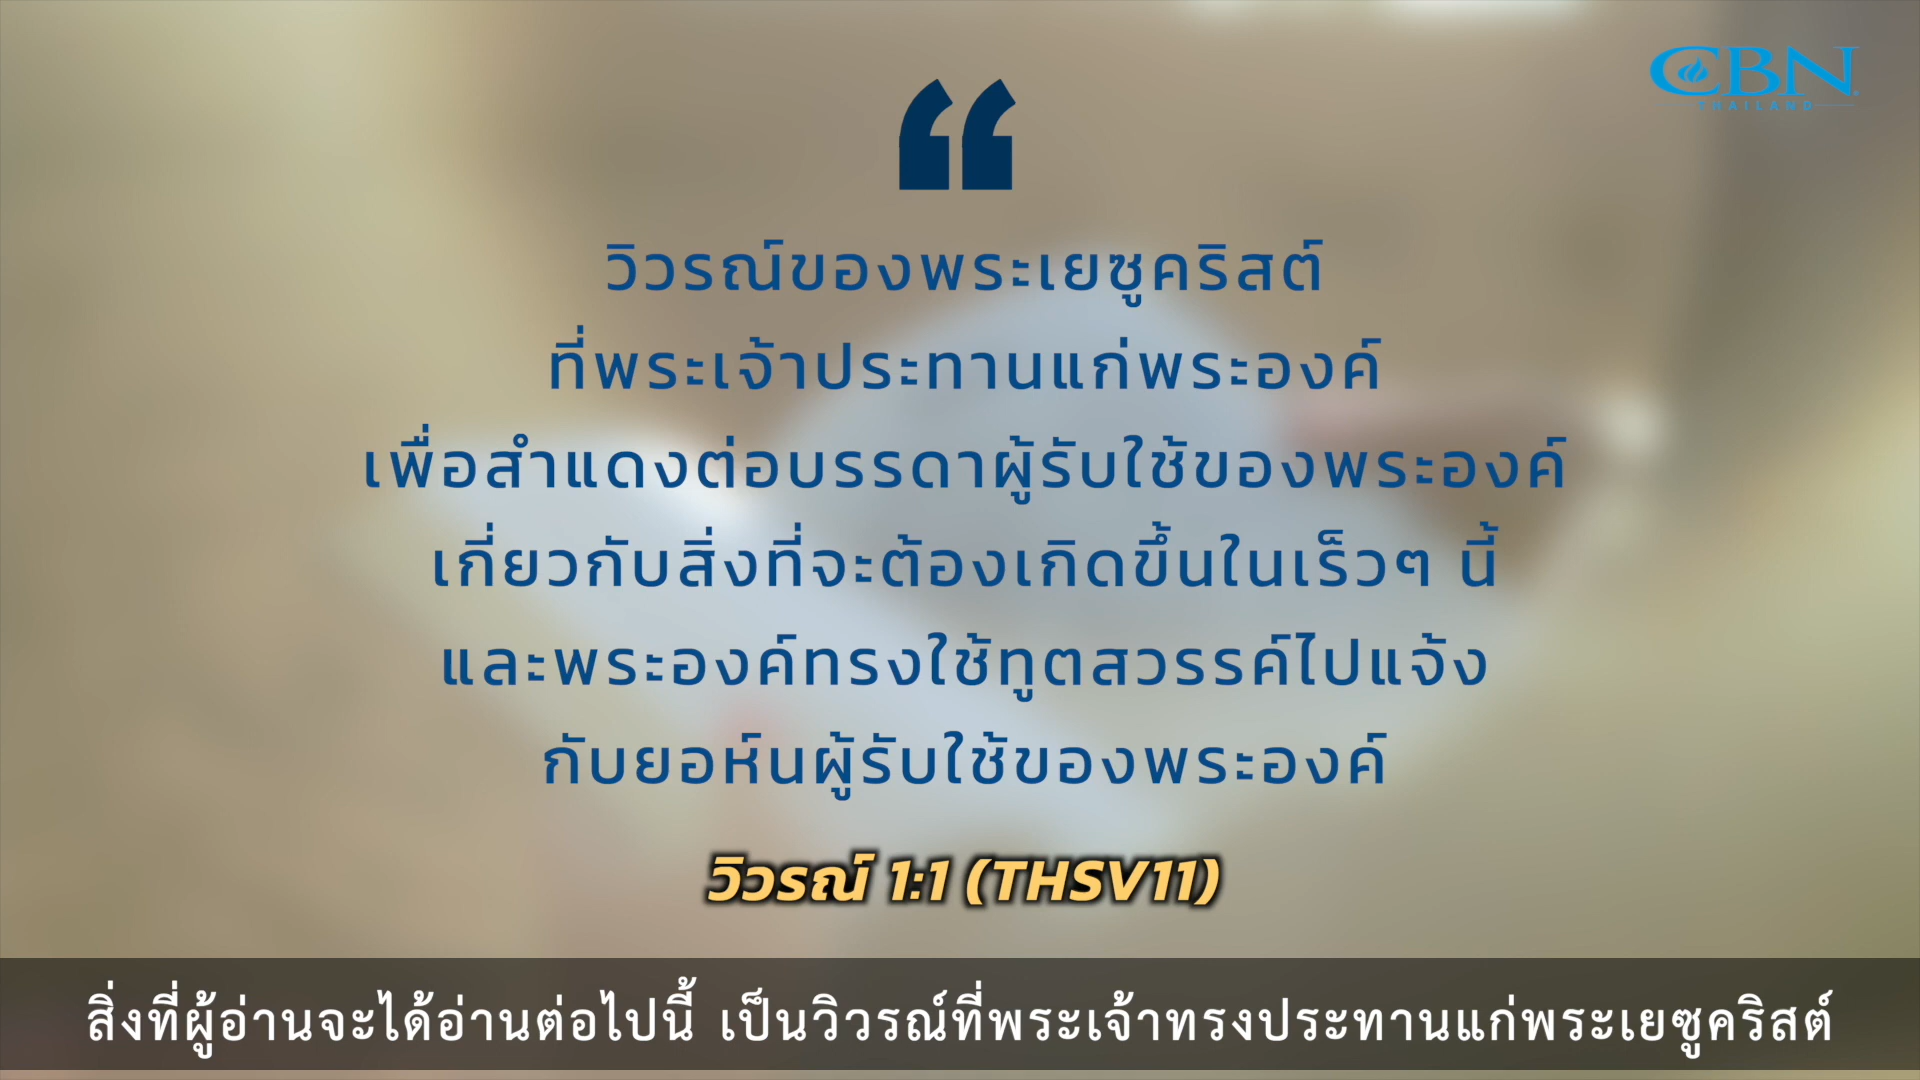 CBN
THAILAND
“
วิวรณ์ของพระเยซูคริสต์
ที่พระเจ้าประทานแก่พระองค์
เพื่อสำแดงต่อบรรดาผู้รับใช้ของพระองค์
เกี่ยวกับสิ่งที่จะต้องเกิดขึ้นในเร็วๆ นี้
และพระองค์ทรงใช้ทูตสวรรค์ไปแจ้ง
กับยอห์นผู้รับใช้ของพระองค์
วิวรณ์ 1:1 (THSV11)
สิ่งที่ผู้อ่านจะได้อ่านต่อไปนี้ เป็นวิวรณ์ที่พระเจ้าทรงประทานแก่พระเยซูคริสต์